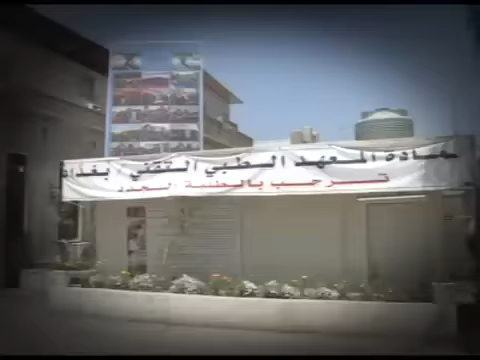 عمادة المعهد الطبي التقني / بغداد
ترحب بالطلبة الجدد